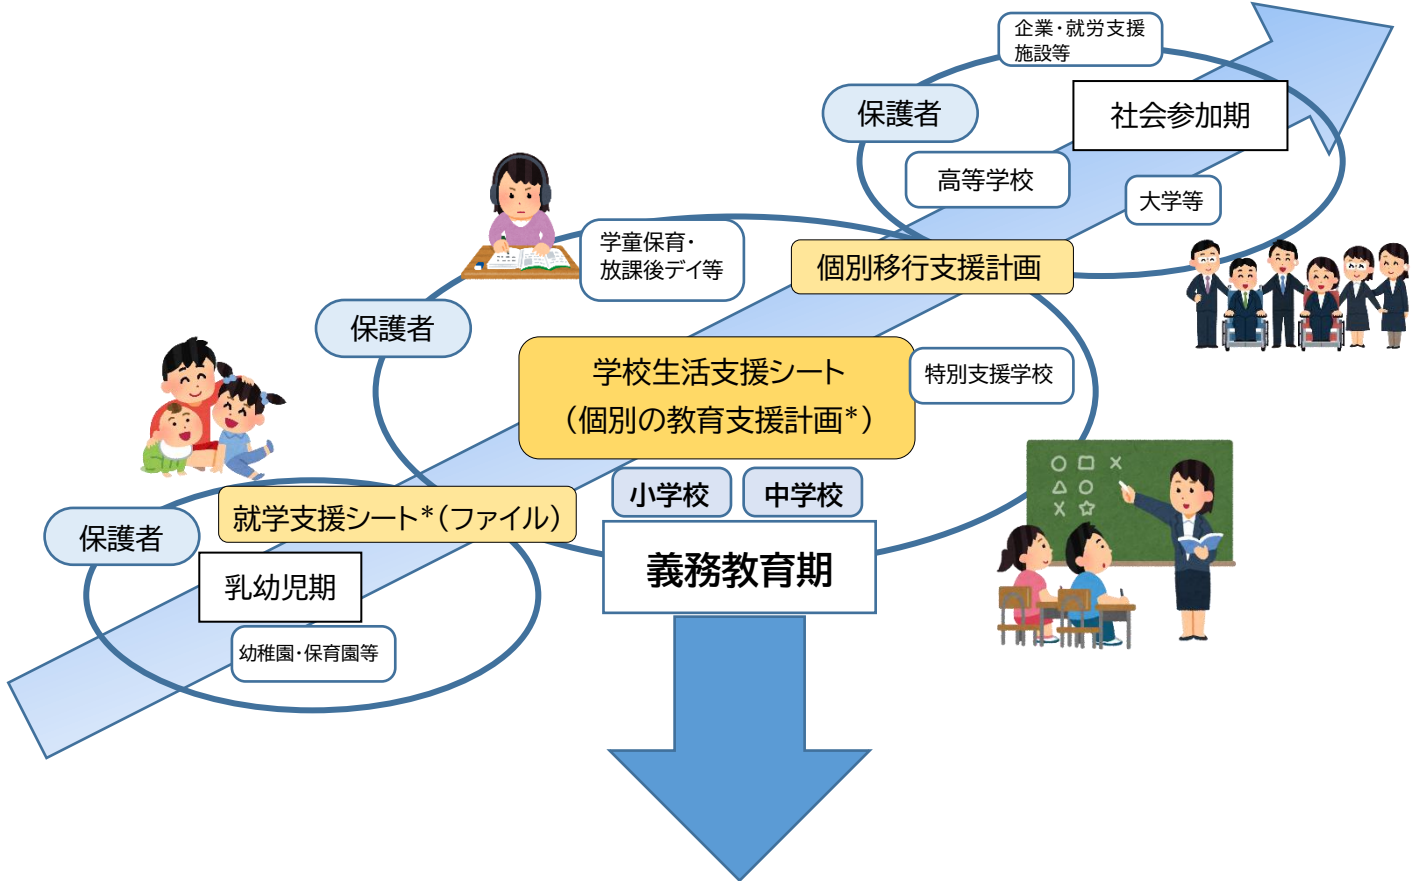 企業・就労支援
施設等
保護者
社会参加期
高等学校
大学等
学童保育・
放課後デイ等
個別移行支援計画
保護者
学校生活支援シート
（個別の教育支援計画*）
特別支援学校
小学校
中学校
義務教育期
就学支援シート*（ファイル）
保護者
乳幼児期
幼稚園・保育園等